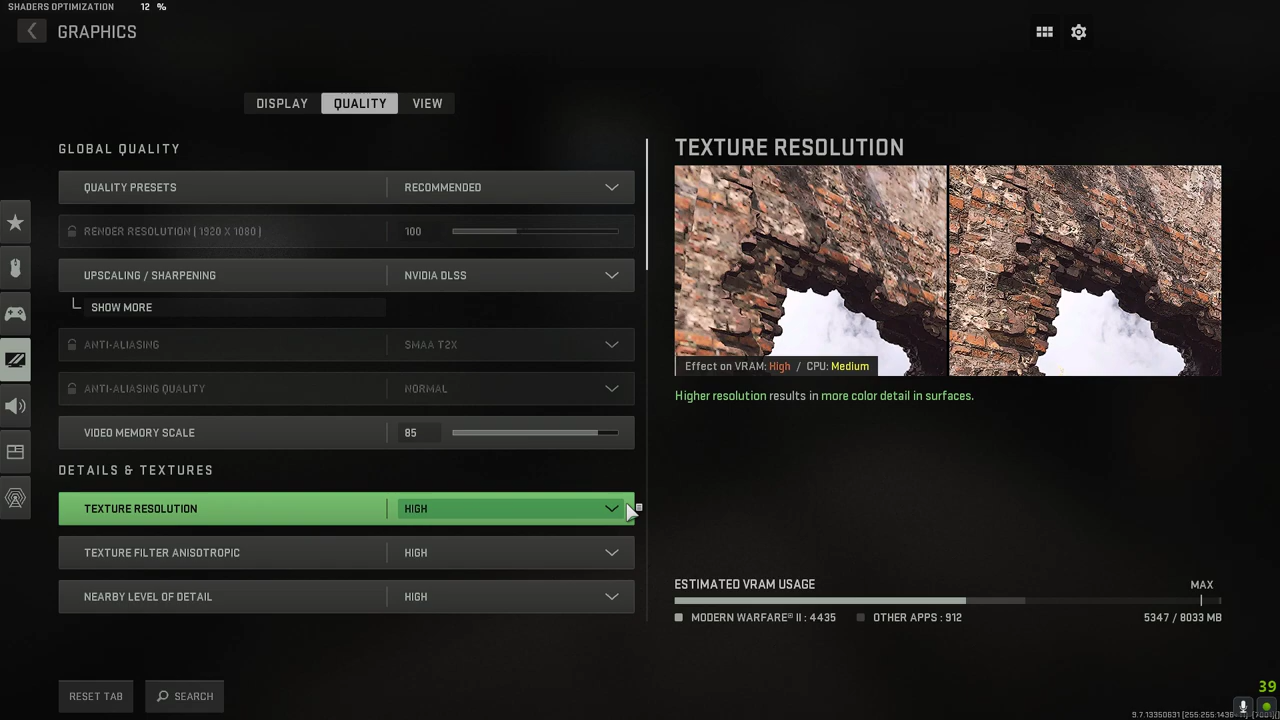 SHADERS OPTIMIZATION 12 %
GRAPHICS
DISPLAY QUALITY VIEW
GLOBAL QUALITY
QUALITY PRESETS RECOMMENDED
RENDER RESOLUTION [ 1920 X 1080 ] 100
UPSCALING / SHARPENING NVIDIA DLSS
SHOW MORE
ANTI-ALIASING SMAA T2X
ANTI-ALIASING QUALITY NORMAL
VIDEO MEMORY SCALE 85
DETAILS & TEXTURES
TEXTURE RESOLUTION HIGH
TEXTURE FILTER ANISOTROPIC HIGH
NEARBY LEVEL OF DETAIL HIGH
RESET TAB SEARCH
TEXTURE RESOLUTION
Effect on VRAM: High / CPU: Medium
Higher resolution results in more color detail in surfaces.
ESTIMATED VRAM USAGE MAX
MODERN WARFARE® II : 4435 OTHER APPS : 912 5347 / 8033 MB
39